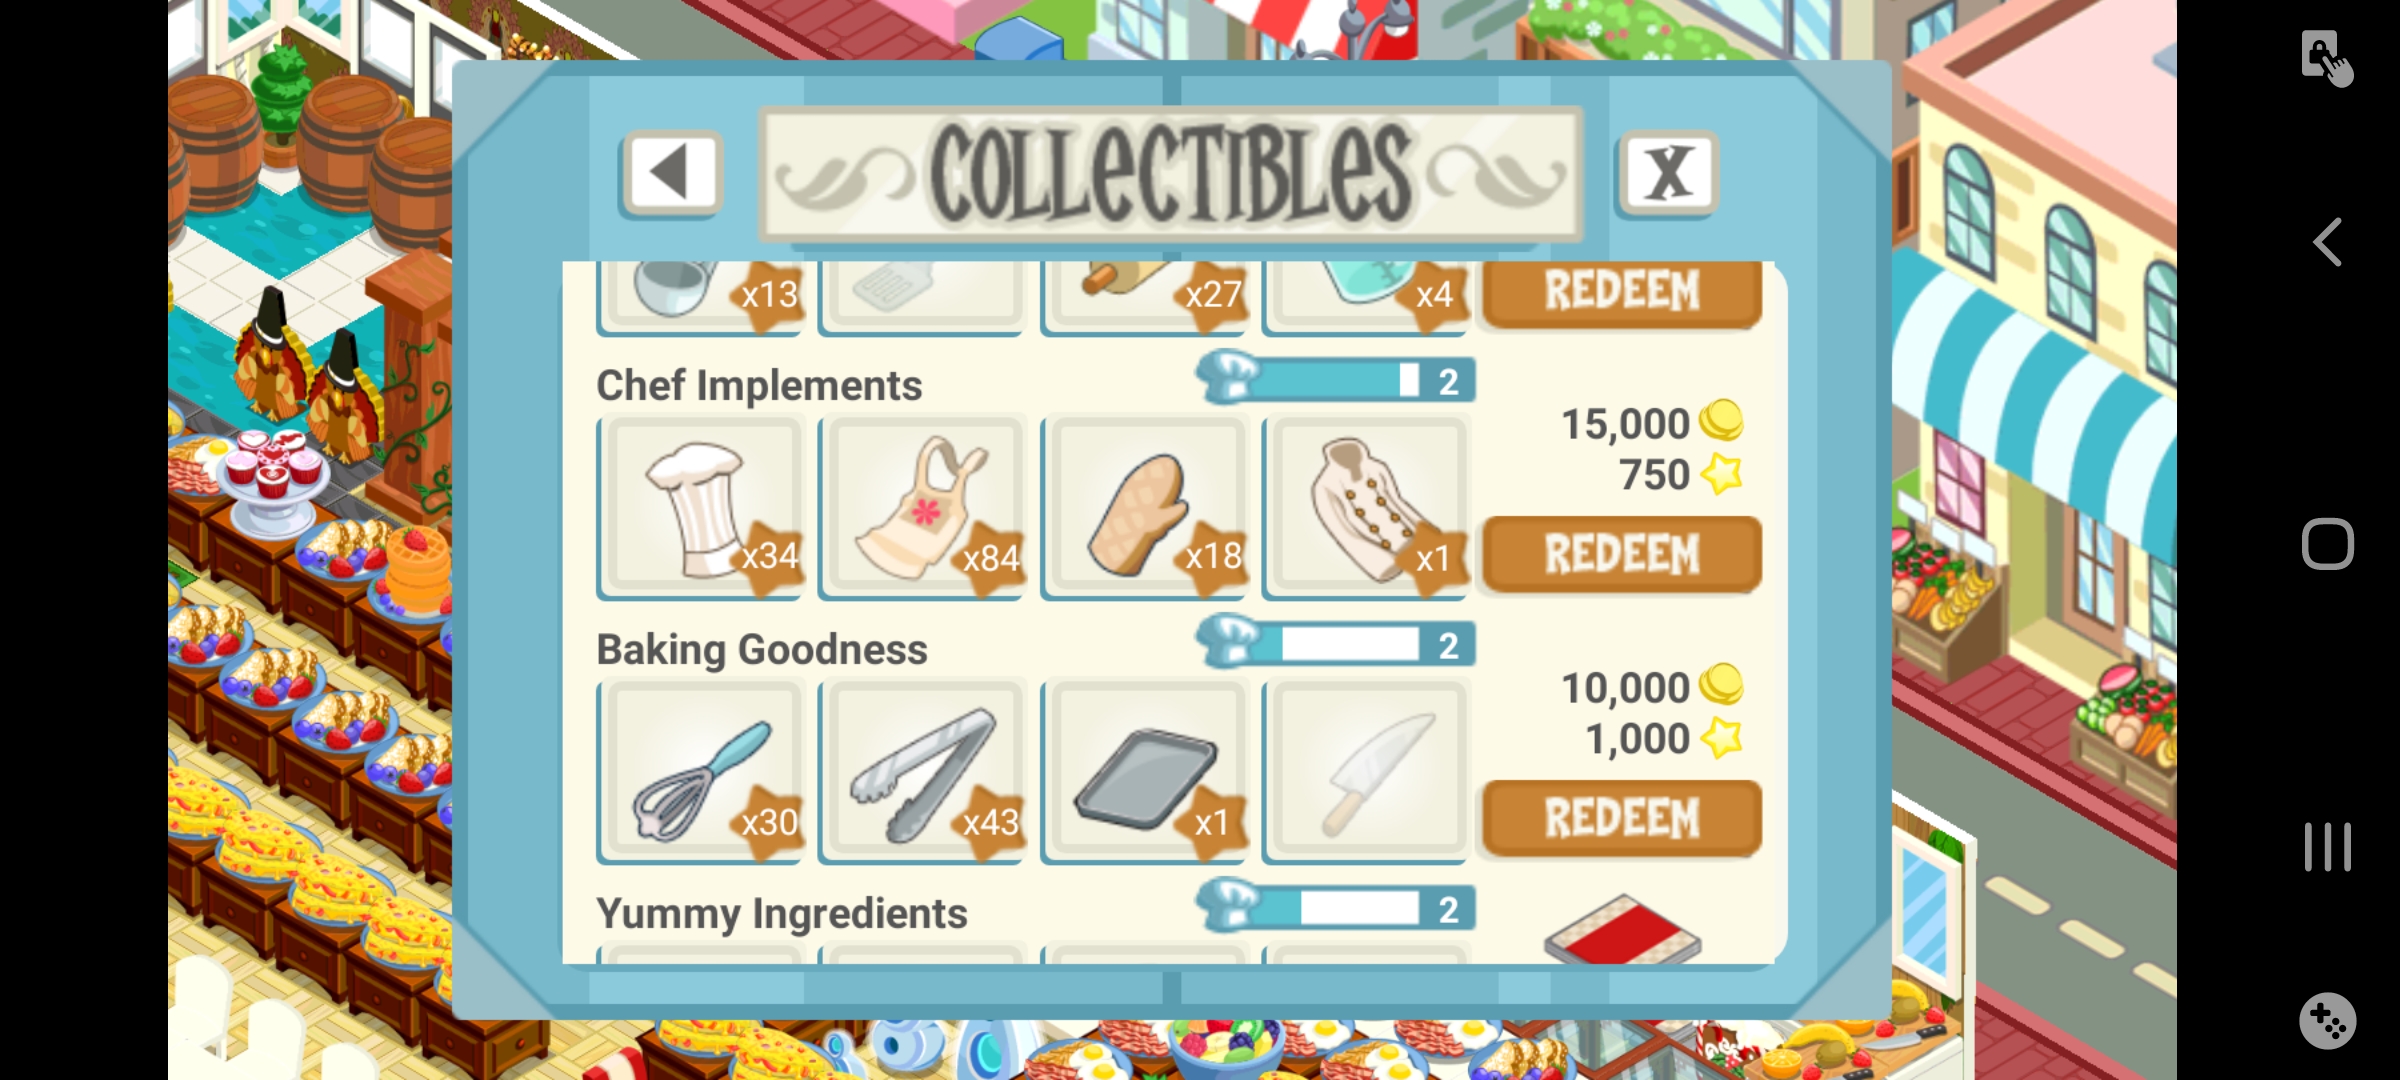 COLLECTIBLES
X
x13
x27
x4
REDEEM
Chef Implements
2
15,000
750
x34
x84
x18
x1
REDEEM
Baking Goodness
2
10,000
1,000
x30
x43
x1
REDEEM
Yummy Ingredients
2